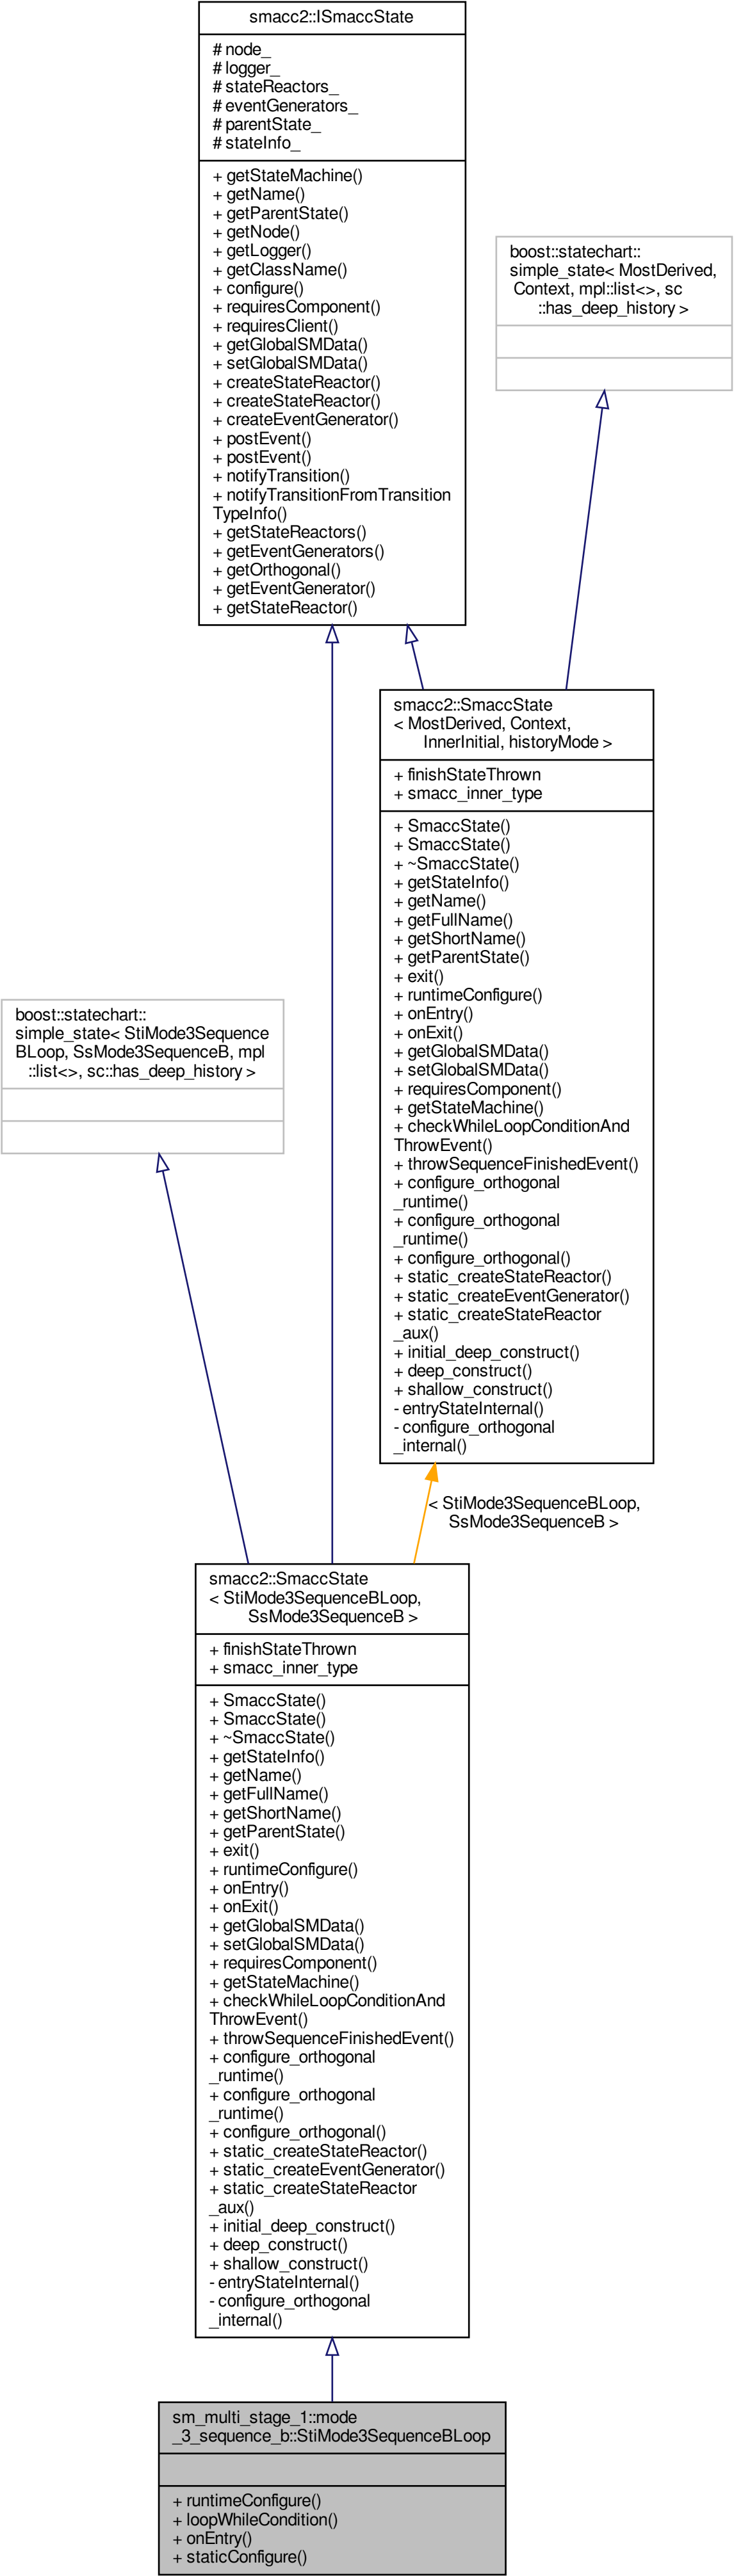 smacc2::ISmaccState
# node_
# logger_
# stateReactors_
# eventGenerators_
# parentState_
# stateInfo_
+ getStateMachine()
+ getName()
+ getParentState()
+ getNode()
+ getLogger()
+ getClassName()
+ configure()
+ requiresComponent()
+ requiresClient()
+ getGlobalSMData()
+ setGlobalSMData()
+ createStateReactor()
+ createStateReactor()
+ createEventGenerator()
+ postEvent()
+ postEvent()
+ notifyTransition()
+ notifyTransitionFromTransition
TypeInfo()
+ getStateReactors()
+ getEventGenerators()
+ getOrthogonal()
+ getEventGenerator()
+ getStateReactor()
boost::statechart::
simple_state< MostDerived,
Context, mpl::list<>, sc
::has_deep_history >
smacc2::SmaccState
< MostDerived, Context,
InnerInitial, historyMode >
+ finishStateThrown
+ smacc_inner_type
+ SmaccState()
+ SmaccState()
+ ~SmaccState()
+ getStateInfo()
+ getName()
+ getFullName()
+ getShortName()
+ getParentState()
+ exit()
+ runtimeConfigure()
+ onEntry()
+ onExit()
+ getGlobalSMData()
+ setGlobalSMData()
+ requiresComponent()
+ getStateMachine()
+ checkWhileLoopConditionAnd
ThrowEvent()
+ throwSequenceFinishedEvent()
+ configure_orthogonal
_runtime()
+ configure_orthogonal
_runtime()
+ configure_orthogonal()
+ static_createStateReactor()
+ static_createEventGenerator()
+ static_createStateReactor
_aux()
+ initial_deep_construct()
+ deep_construct()
+ shallow_construct()
- entryStateInternal()
- configure_orthogonal
_internal()
boost::statechart::
simple_state< StiMode3Sequence
BLoop, SsMode3SequenceB, mpl
::list<>, sc::has_deep_history >
< StiMode3SequenceBLoop,
SsMode3SequenceB >
smacc2::SmaccState
< StiMode3SequenceBLoop,
SsMode3SequenceB >
+ finishStateThrown
+ smacc_inner_type
+ SmaccState()
+ SmaccState()
+ ~SmaccState()
+ getStateInfo()
+ getName()
+ getFullName()
+ getShortName()
+ getParentState()
+ exit()
+ runtimeConfigure()
+ onEntry()
+ onExit()
+ getGlobalSMData()
+ setGlobalSMData()
+ requiresComponent()
+ getStateMachine()
+ checkWhileLoopConditionAnd
ThrowEvent()
+ throwSequenceFinishedEvent()
+ configure_orthogonal
_runtime()
+ configure_orthogonal
_runtime()
+ configure_orthogonal()
+ static_createStateReactor()
+ static_createEventGenerator()
+ static_createStateReactor
_aux()
+ initial_deep_construct()
+ deep_construct()
+ shallow_construct()
- entryStateInternal()
- configure_orthogonal
_internal()
sm_multi_stage_1::mode
_3_sequence_b::StiMode3SequenceBLoop
+ runtimeConfigure()
+ loopWhileCondition()
+ onEntry()
+ staticConfigure()